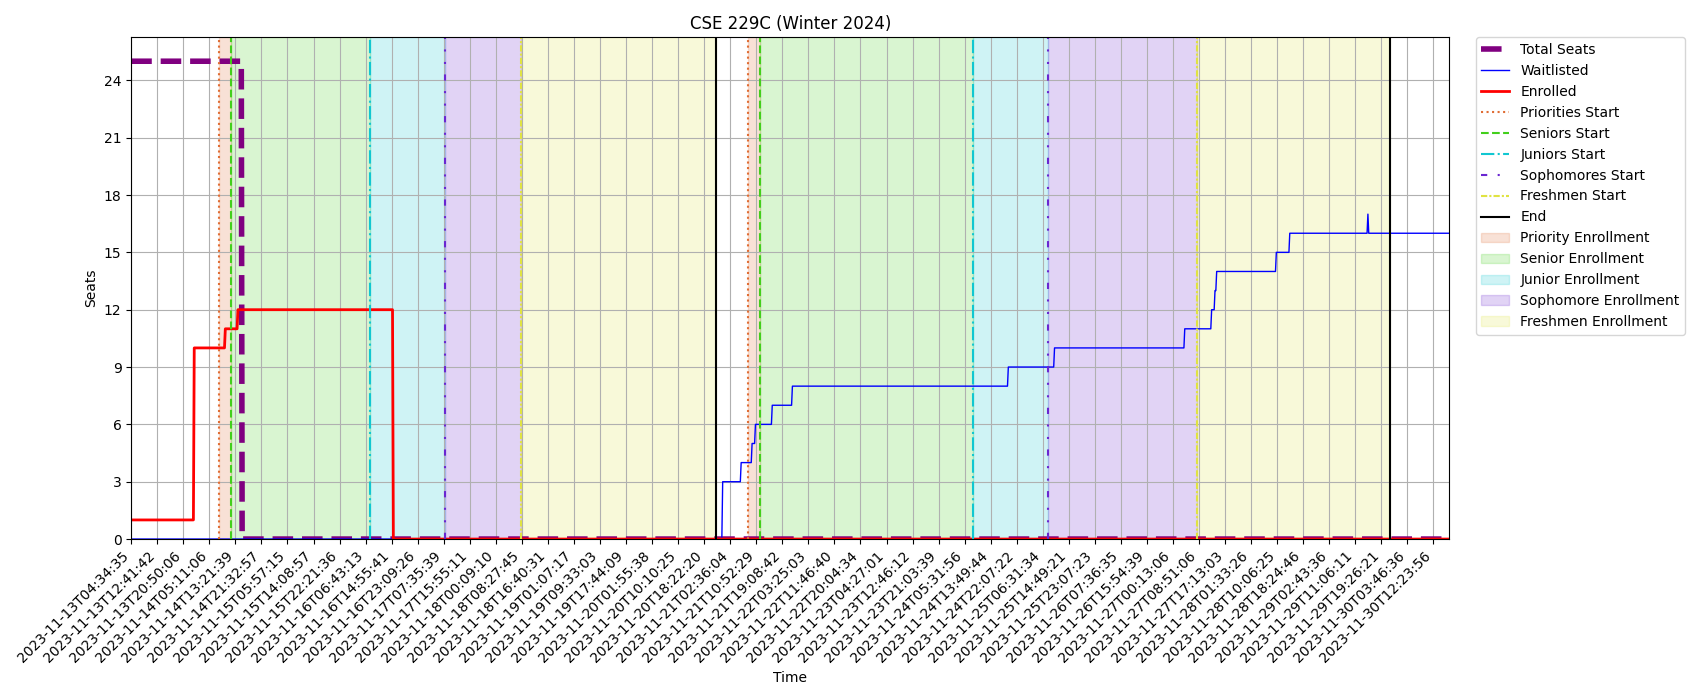 CSE 229C (Winter 2024)
Seats
24
21
18
15
12
9
6
3
0
2023-11-13T04:34:35
2023-11-13T12:41:42
2023-11-13T20:50:06
2023-11-14T05:11:06
2023-11-14T13:21:39
2023-11-14T21:32:57
2023-11-15T05:57:15
2023-11-15T14:08:57
2023-11-15T22:21:36
2023-11-16T06:43:13
2023-11-16T14:55:41
2023-11-16T23:09:26
2023-11-17T07:35:39
2023-11-17T15:55:11
2023-11-18T00:09:10
2023-11-18T08:27:45
2023-11-18T16:40:31
2023-11-19T01:07:17
2023-11-19T09:33:03
2023-11-19T17:44:09
2023-11-20T01:55:38
2023-11-20T10:10:25
2023-11-20T18:22:20
2023-11-21T02:36:04
2023-11-21T10:52:29
2023-11-21T19:08:42
2023-11-22T03:25:03
2023-11-22T11:46:40
2023-11-22T20:04:34
2023-11-23T04:27:01
2023-11-23T12:46:12
2023-11-23T21:03:39
2023-11-24T05:31:56
2023-11-24T13:49:44
2023-11-24T22:07:22
2023-11-25T06:31:34
2023-11-25T14:49:21
2023-11-25T23:07:23
2023-11-26T07:36:35
2023-11-26T15:54:39
2023-11-27T00:13:06
2023-11-27T08:51:06
2023-11-27T17:13:03
2023-11-28T01:33:26
2023-11-28T10:06:25
2023-11-28T18:24:46
2023-11-29T02:43:36
2023-11-29T11:06:11
2023-11-29T19:26:21
2023-11-30T03:46:30
2023-11-30T12:23:56
Time
Total Seats
Waitlisted
Enrolled
Priorities Start
Seniors Start
Juniors Start
Sophomores Start
Freshmen Start
End
Priority Enrollment
Senior Enrollment
Junior Enrollment
Sophomore Enrollment
Freshmen Enrollment